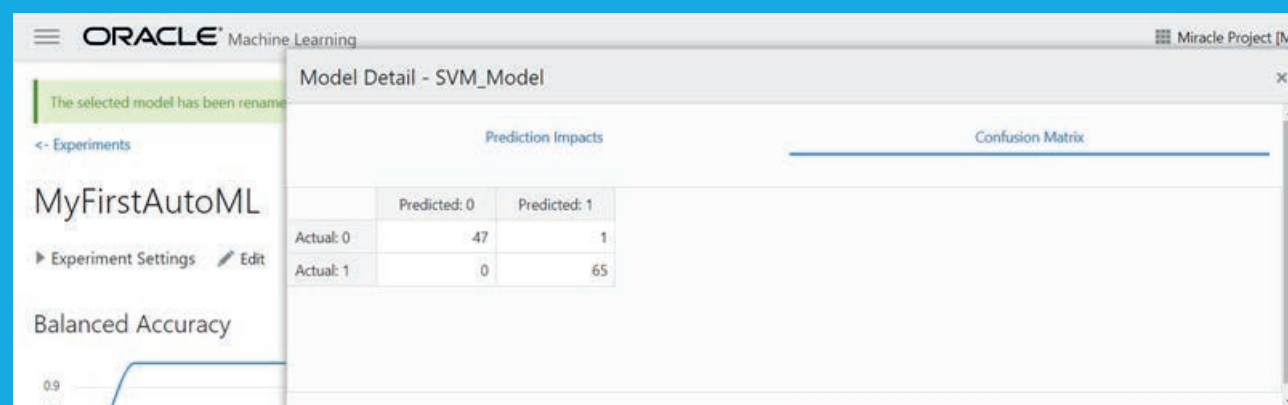 ORACLE Machine Learning
Miracle Project [M
Model Detail - SVM_Model
×
The selected model has been rename
<- Experiments
Prediction Impacts
Confusion Matrix
MyFirstAutoML
Predicted: 0 Predicted: 1
Actual: 0 47 1
Experiment Settings Edit
Actual: 1 0 65
Balanced Accuracy
0.9